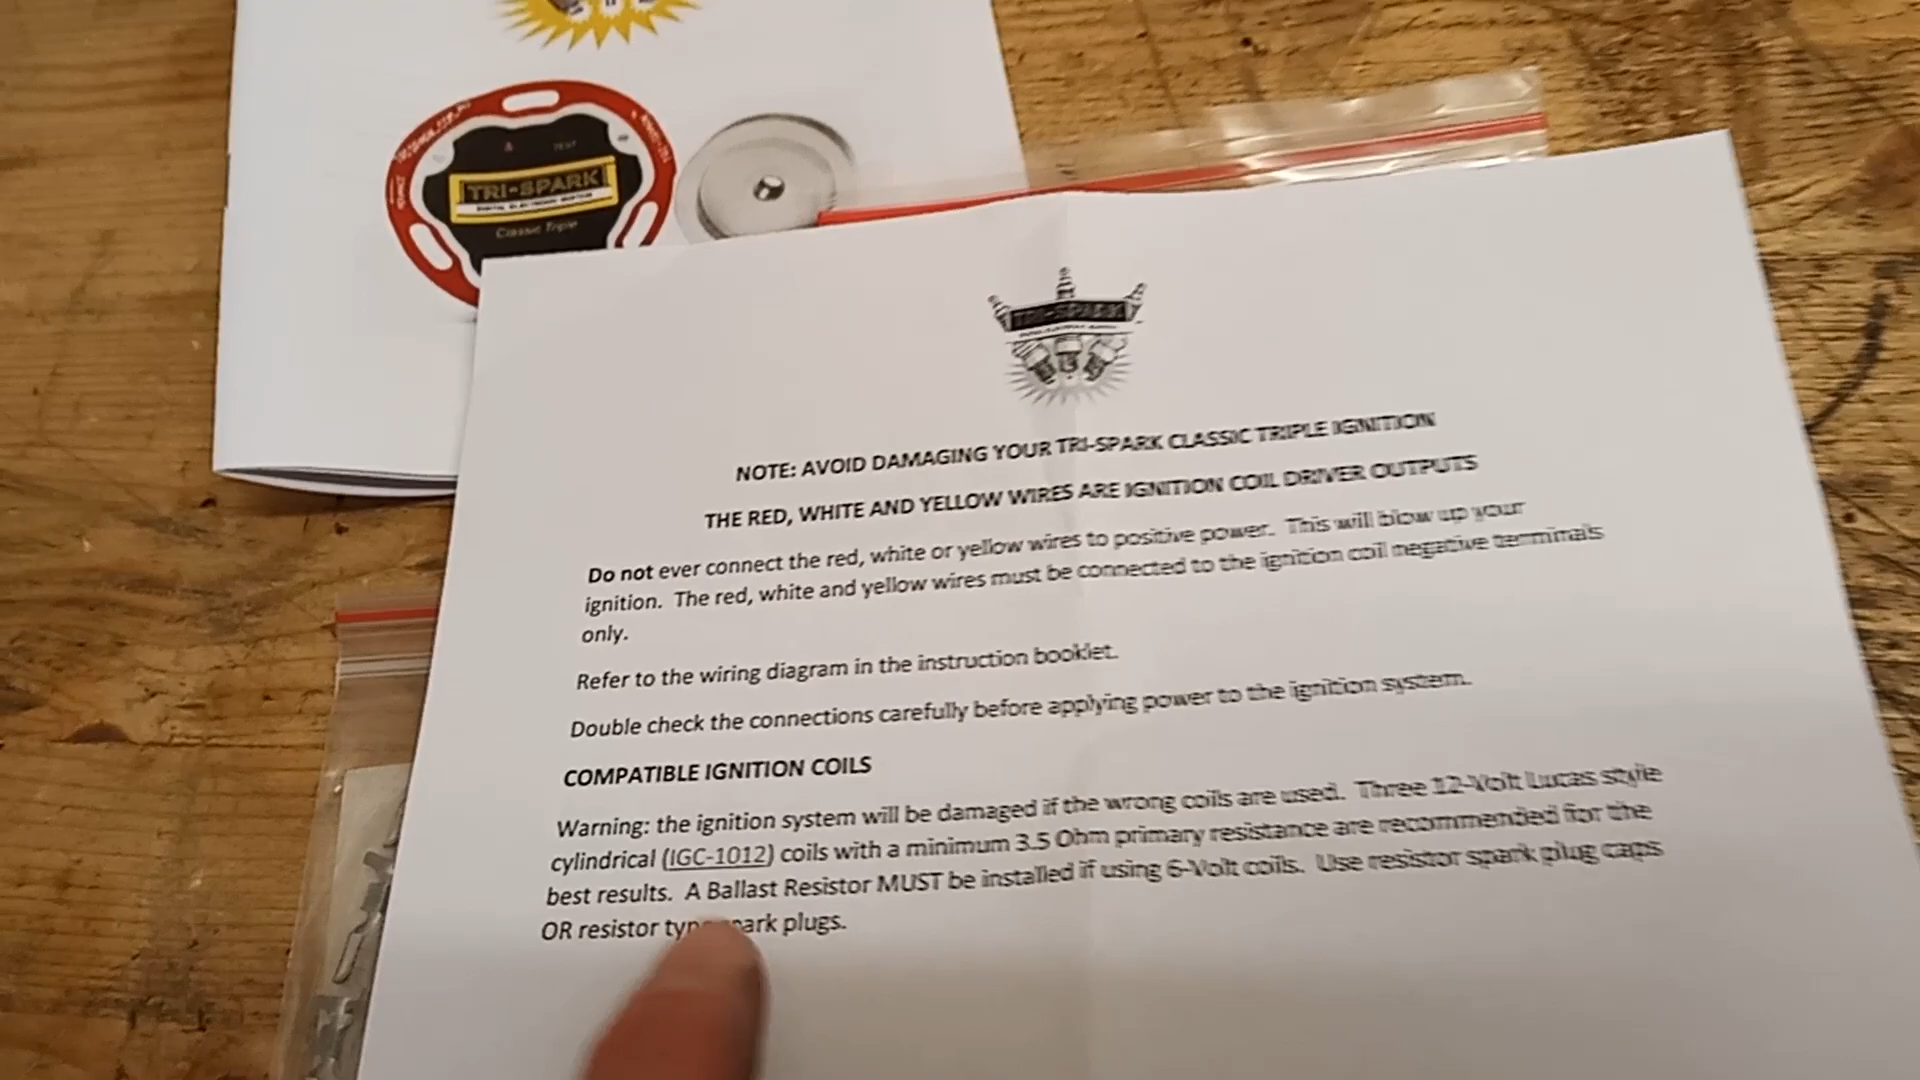 TEST
TRI-SPARK
Classic Triple
TRI-SPARK
NOTE: AVOID DAMAGING YOUR TRI-SPARK CLASSIC TRIPLE IGNITION
THE RED, WHITE AND YELLOW WIRES ARE IGNITION COIL DRIVER OUTPUTS
Do not ever connect the red, white or yellow wires to positive power. This will blow up your
ignition. The red, white and yellow wires must be connected to the ignition coil negative terminals
only.
Refer to the wiring diagram in the instruction booklet.
Double check the connections carefully before applying power to the ignition system.
COMPATIBLE IGNITION COILS
Warning: the ignition system will be damaged if the wrong coils are used. Three 12-Volt Lucas style
cylindrical (IGC-1012) coils with a minimum 3.5 Ohm primary resistance are recommended for the
best results. A Ballast Resistor MUST be installed if using 6-Volt coils. Use resistor spark plug caps
OR resistor plugs.